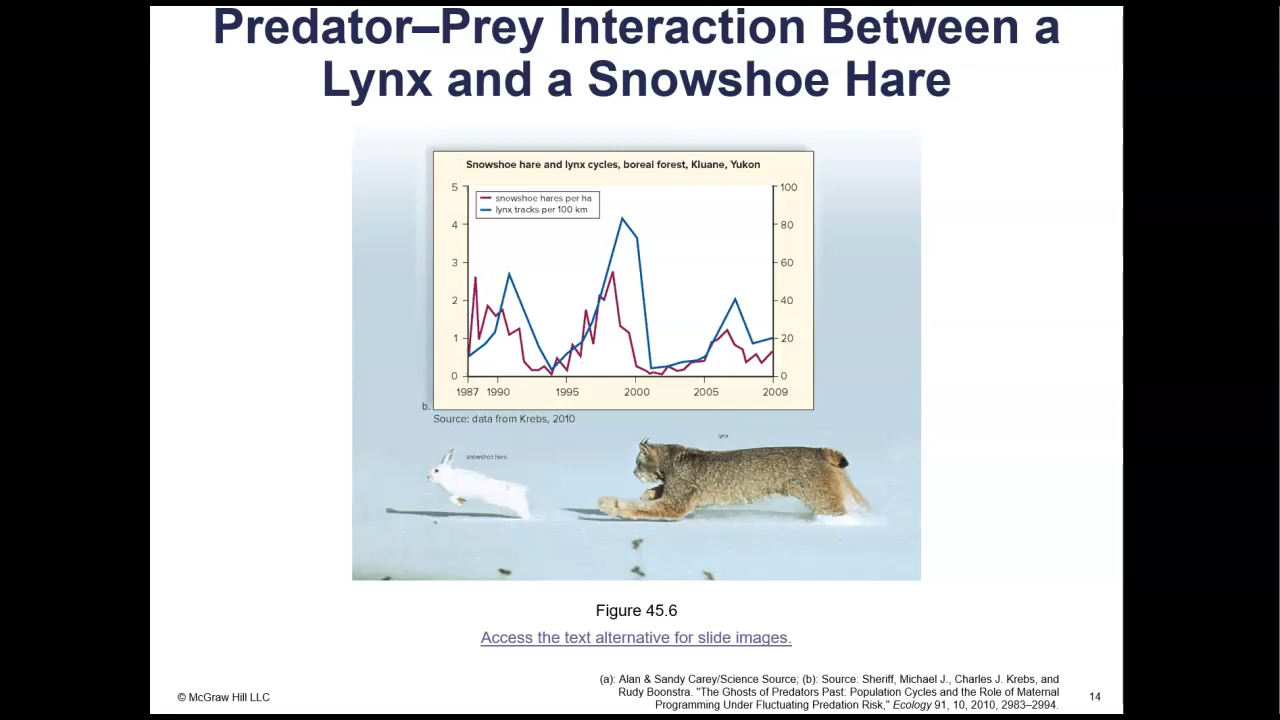 Predator–Prey Interaction Between a
Lynx and a Snowshoe Hare
Snowshoe hare and lynx cycles, boreal forest, Kluane, Yukon
5
100
snowshoe hares per ha
lynx tracks per 100 km
4
80
3
60
2
40
1
20
0
0
1987 1990 1995 2000 2005 2009
b.
Source: data from Krebs, 2010
lynx
snowshoe hare
Figure 45.6
Access the text alternative for slide images.
(a): Alan & Sandy Carey/Science Source; (b): Source: Sheriff, Michael J., Charles J. Krebs, and
Rudy Boonstra. "The Ghosts of Predators Past: Population Cycles and the Role of Maternal
Programming Under Fluctuating Predation Risk," Ecology 91, 10, 2010, 2983–2994.
© McGraw Hill LLC
14